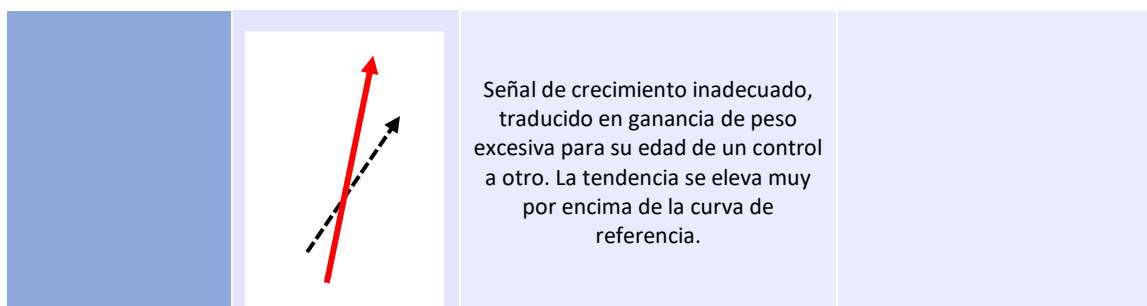 Señal de crecimiento inadecuado,
traducido en ganancia de peso
excesiva para su edad de un control
a otro. La tendencia se eleva muy
por encima de la curva de
referencia.